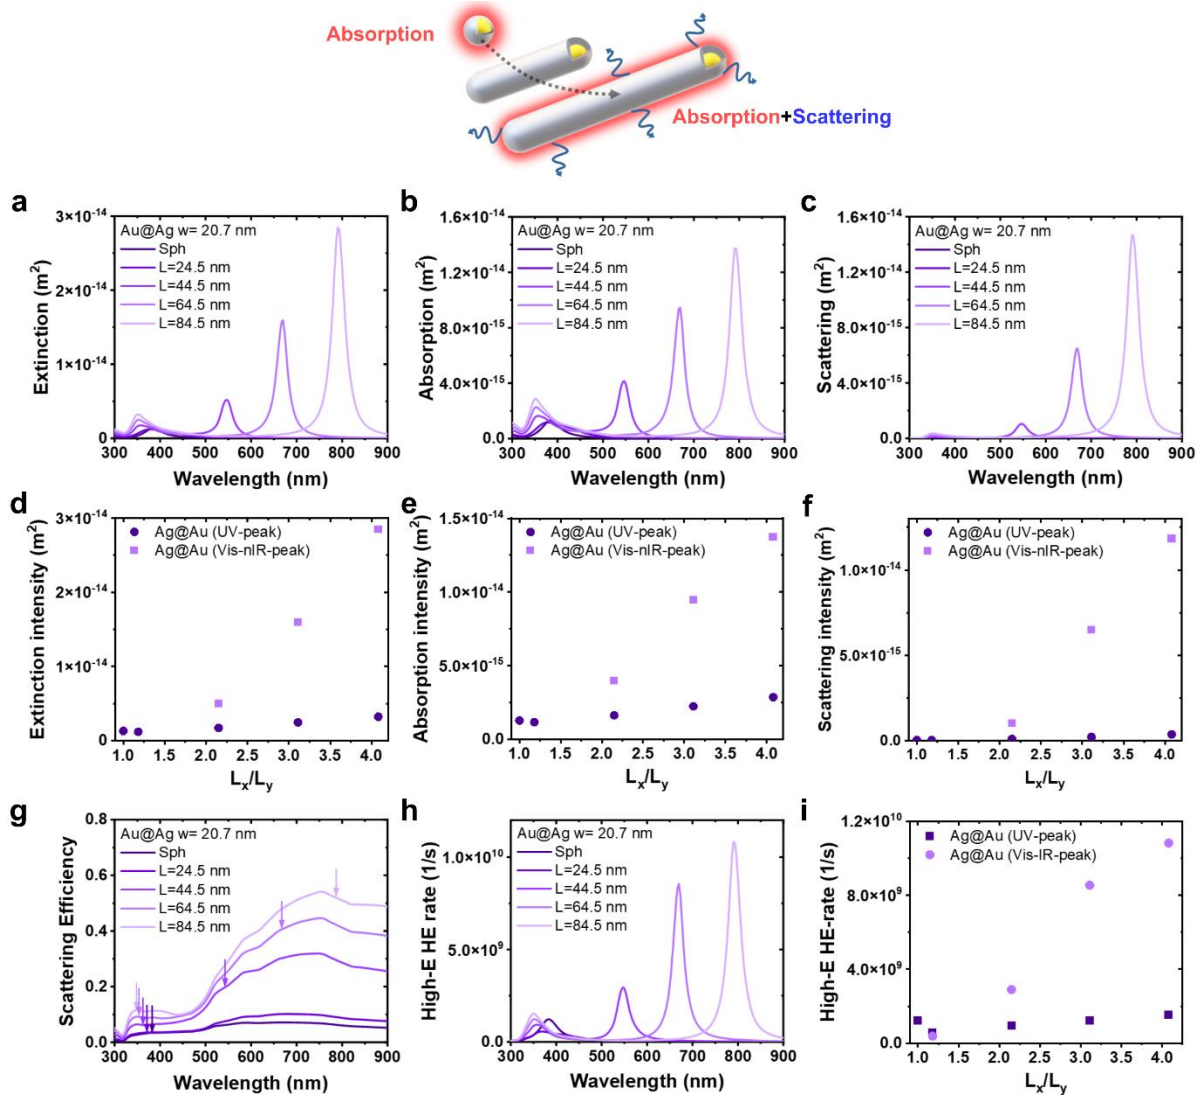 Absorption
Absorption+Scattering
a
3×10⁻¹⁴
2×10⁻¹⁴
1×10⁻¹⁴
0
Extinction (m²)
Au@Ag w= 20.7 nm
Sph
L=24.5 nm
L=44.5 nm
L=64.5 nm
L=84.5 nm
300 400 500 600 700 800 900
Wavelength (nm)
b
1.6×10⁻¹⁴
1.2×10⁻¹⁴
8.0×10⁻¹⁵
4.0×10⁻¹⁵
0.0
Absorption (m²)
Au@Ag w= 20.7 nm
Sph
L=24.5 nm
L=44.5 nm
L=64.5 nm
L=84.5 nm
300 400 500 600 700 800 900
Wavelength (nm)
c
1.6×10⁻¹⁴
1.2×10⁻¹⁴
8.0×10⁻¹⁵
4.0×10⁻¹⁵
0.0
Scattering (m²)
Au@Ag w= 20.7 nm
Sph
L=24.5 nm
L=44.5 nm
L=64.5 nm
L=84.5 nm
300 400 500 600 700 800 900
Wavelength (nm)
d
3×10⁻¹⁴
2×10⁻¹⁴
1×10⁻¹⁴
0
Extinction intensity (m²)
Ag@Au (UV-peak)
Ag@Au (Vis-nIR-peak)
1.0 1.5 2.0 2.5 3.0 3.5 4.0
Lₓ/Lᵧ
e
1.5×10⁻¹⁴
1.0×10⁻¹⁴
5.0×10⁻¹⁵
0.0
Absorption intensity (m²)
Ag@Au (UV-peak)
Ag@Au (Vis-nIR-peak)
1.0 1.5 2.0 2.5 3.0 3.5 4.0
Lₓ/Lᵧ
f
1.0×10⁻¹⁴
5.0×10⁻¹⁵
0.0
Scattering intensity (m²)
Ag@Au (UV-peak)
Ag@Au (Vis-nIR-peak)
1.0 1.5 2.0 2.5 3.0 3.5 4.0
Lₓ/Lᵧ
g
0.8
0.6
0.4
0.2
0.0
Scattering Efficiency
Au@Ag w= 20.7 nm
Sph
L=24.5 nm
L=44.5 nm
L=64.5 nm
L=84.5 nm
300 400 500 600 700 800 900
Wavelength (nm)
h
1.0×10¹⁰
5.0×10⁹
0.0
High-E HE rate (1/s)
Au@Ag w= 20.7 nm
Sph
L=24.5 nm
L=44.5 nm
L=64.5 nm
L=84.5 nm
300 400 500 600 700 800 900
Wavelength (nm)
i
1.2×10¹⁰
8.0×10⁹
4.0×10⁹
0.0
High-E HE-rate (1/s)
Ag@Au (UV-peak)
Ag@Au (Vis-IR-peak)
1.0 1.5 2.0 2.5 3.0 3.5 4.0
Lₓ/Lᵧ